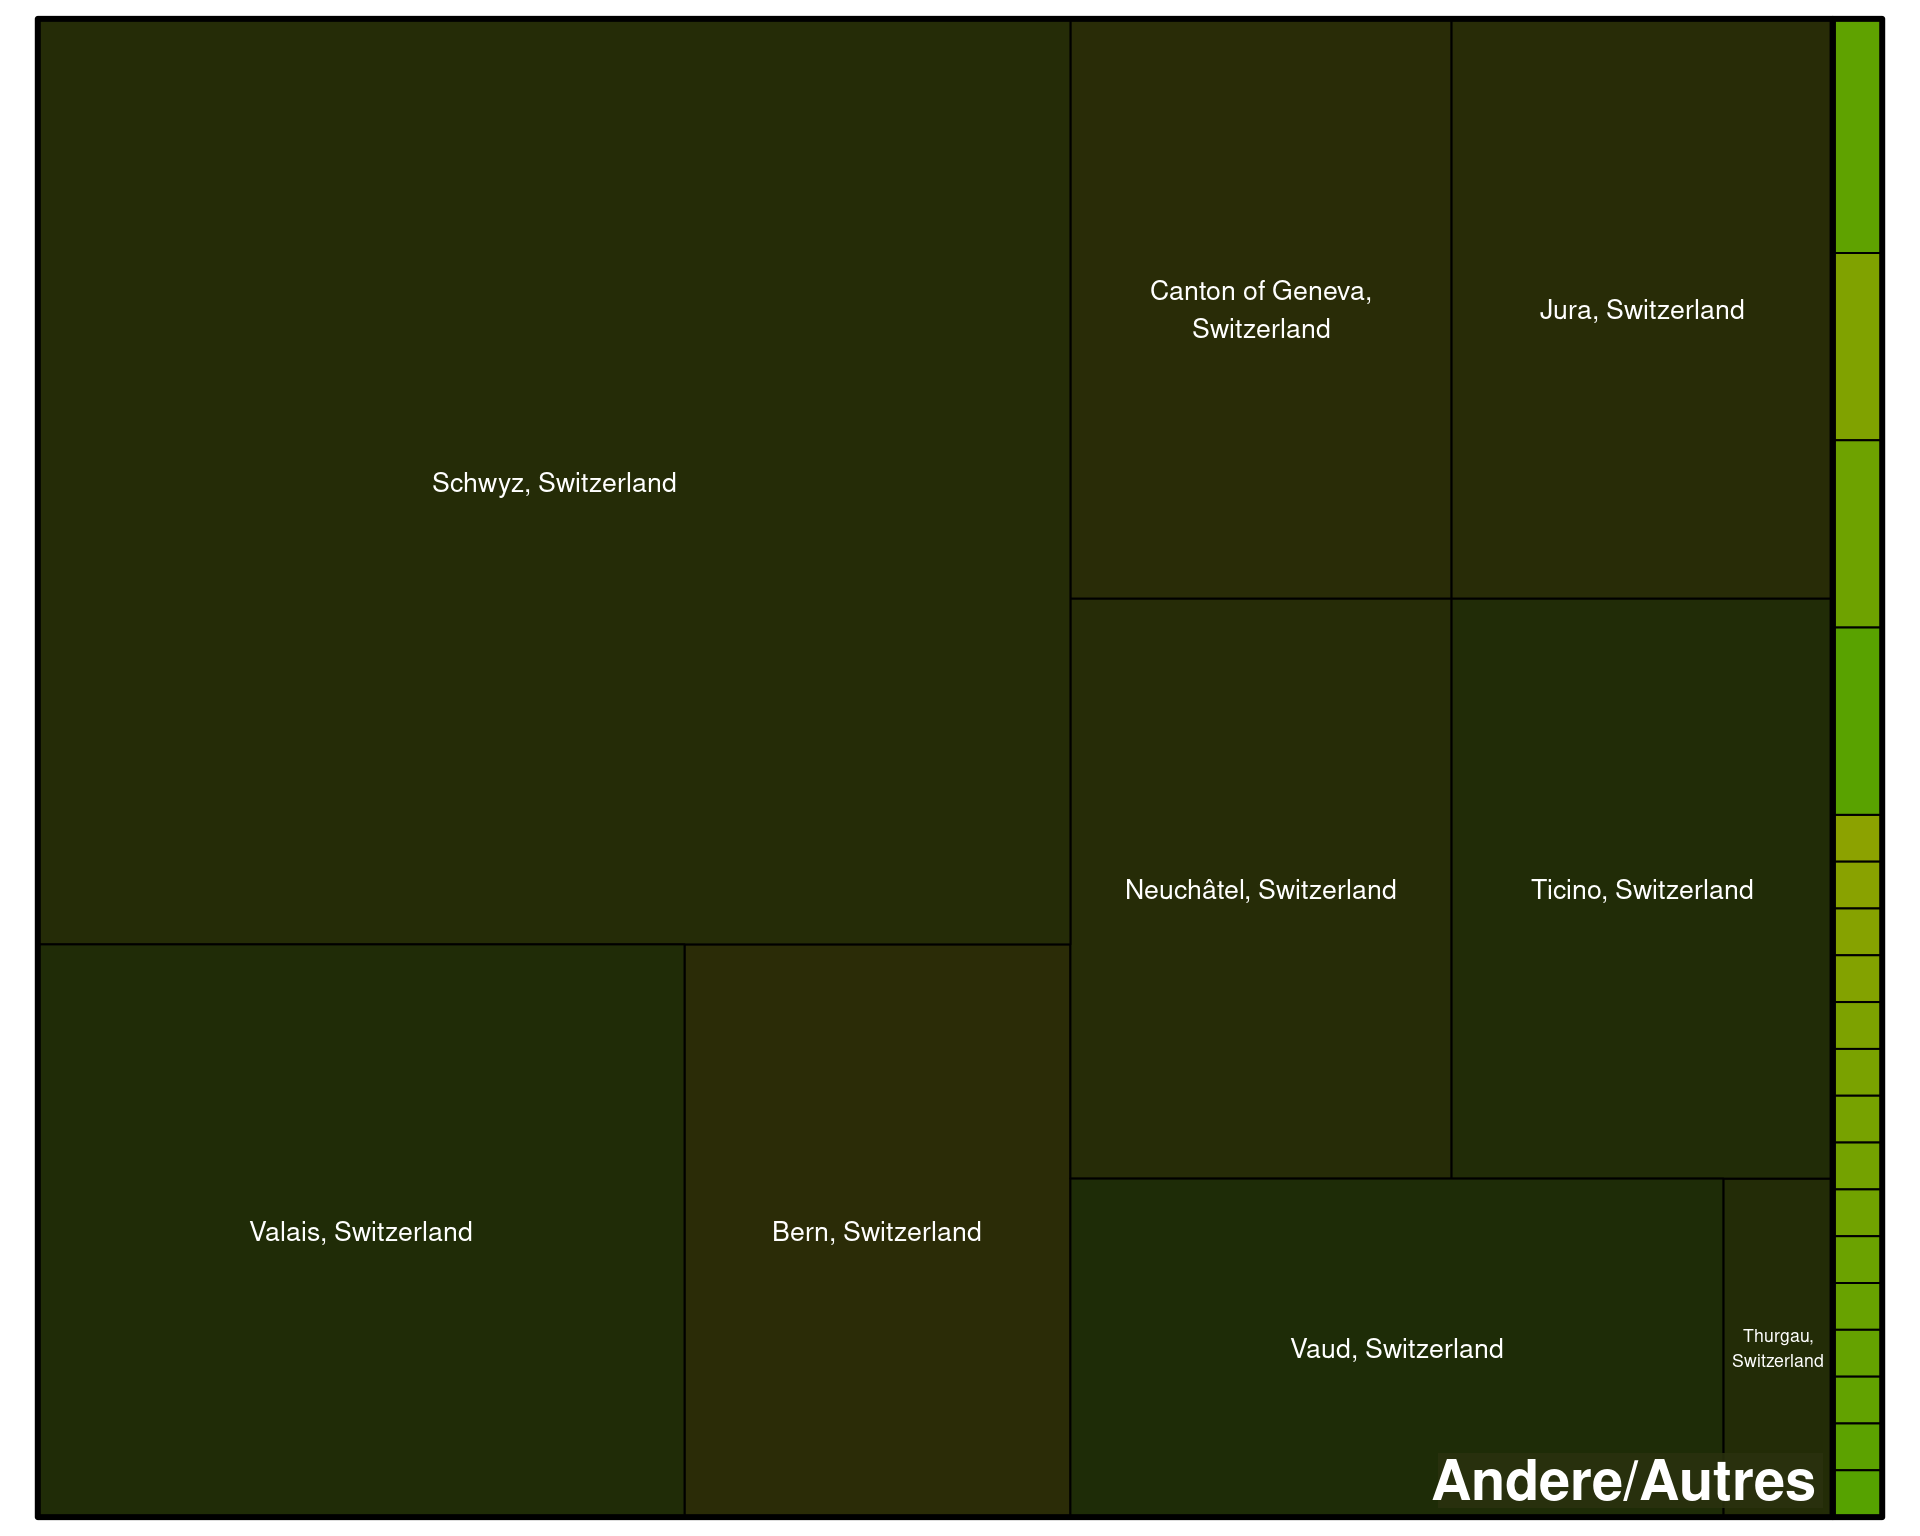 Schwyz, Switzerland
Canton of Geneva,
Switzerland
Jura, Switzerland
Neuchâtel, Switzerland
Ticino, Switzerland
Valais, Switzerland
Bern, Switzerland
Vaud, Switzerland
Thurgau,
Switzerland
Andere/Autres